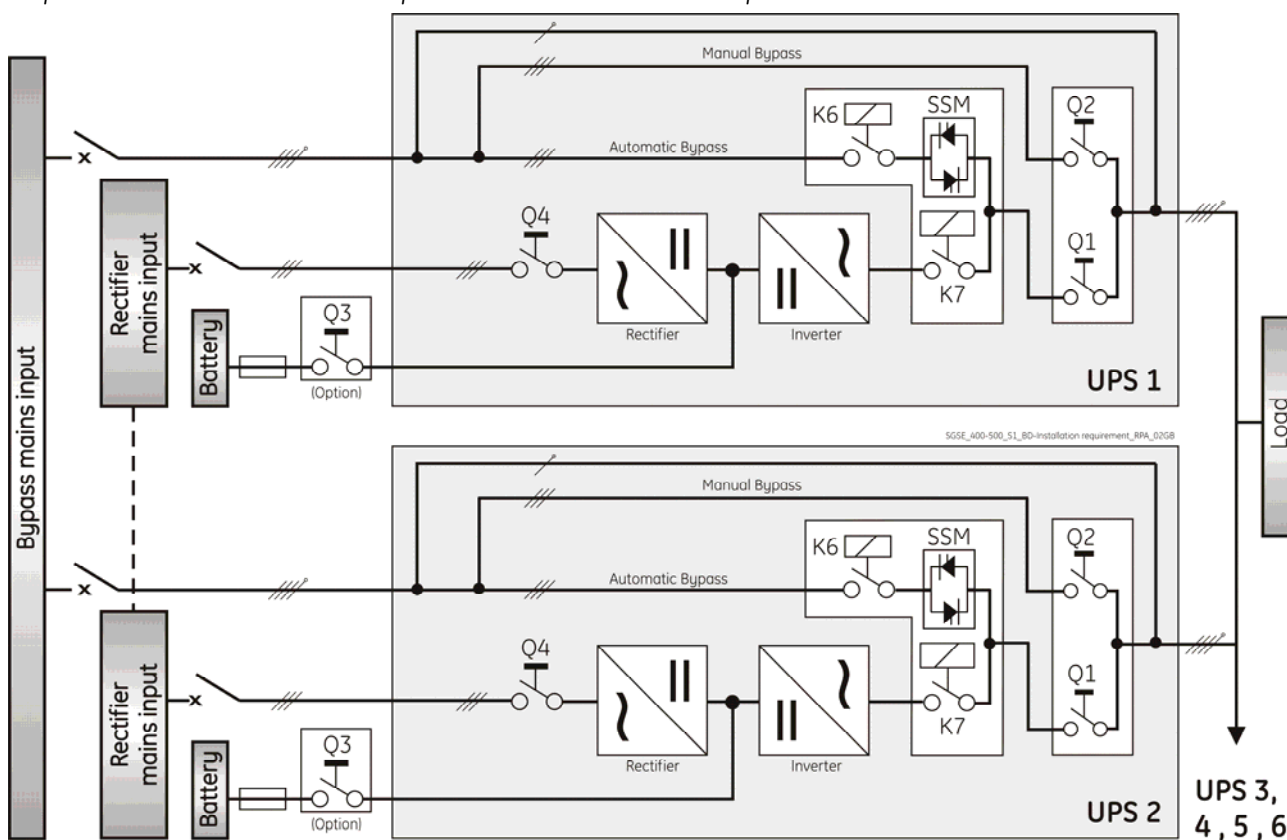 Manual Bypass
K6
SSM
Q2
Automatic Bypass
Q4
Q1
K7
Rectifier
Inverter
Q3
(Option)
UPS 1
Bypass mains input
Rectifier
mains input
Battery
Load
SGSE_400-500_S1_BD-Installation requirement_RPA_02GB
Manual Bypass
K6
SSM
Q2
Automatic Bypass
Q4
Q1
K7
Rectifier
Inverter
Rectifier
mains input
Q3
(Option)
Battery
UPS 2
UPS 3,
4 , 5 , 6